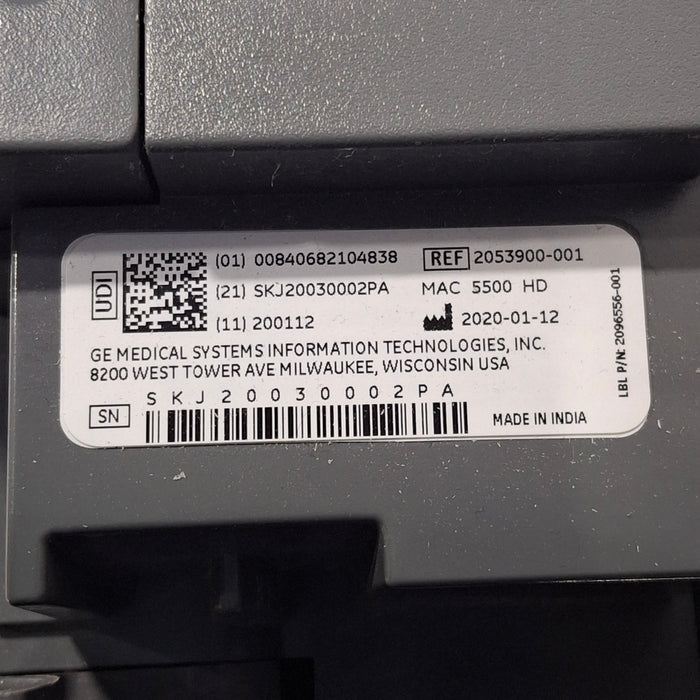 UDI
(01) 00840682104838 REF 2053900-001
(21) SKJ20030002PA MAC 5500 HD
(11) 200112 2020-01-12
GE MEDICAL SYSTEMS INFORMATION TECHNOLOGIES, INC.
8200 WEST TOWER AVE MILWAUKEE, WISCONSIN USA
SKJ20030002PA
SN
MADE IN INDIA
LBL P/N: 2096556-001